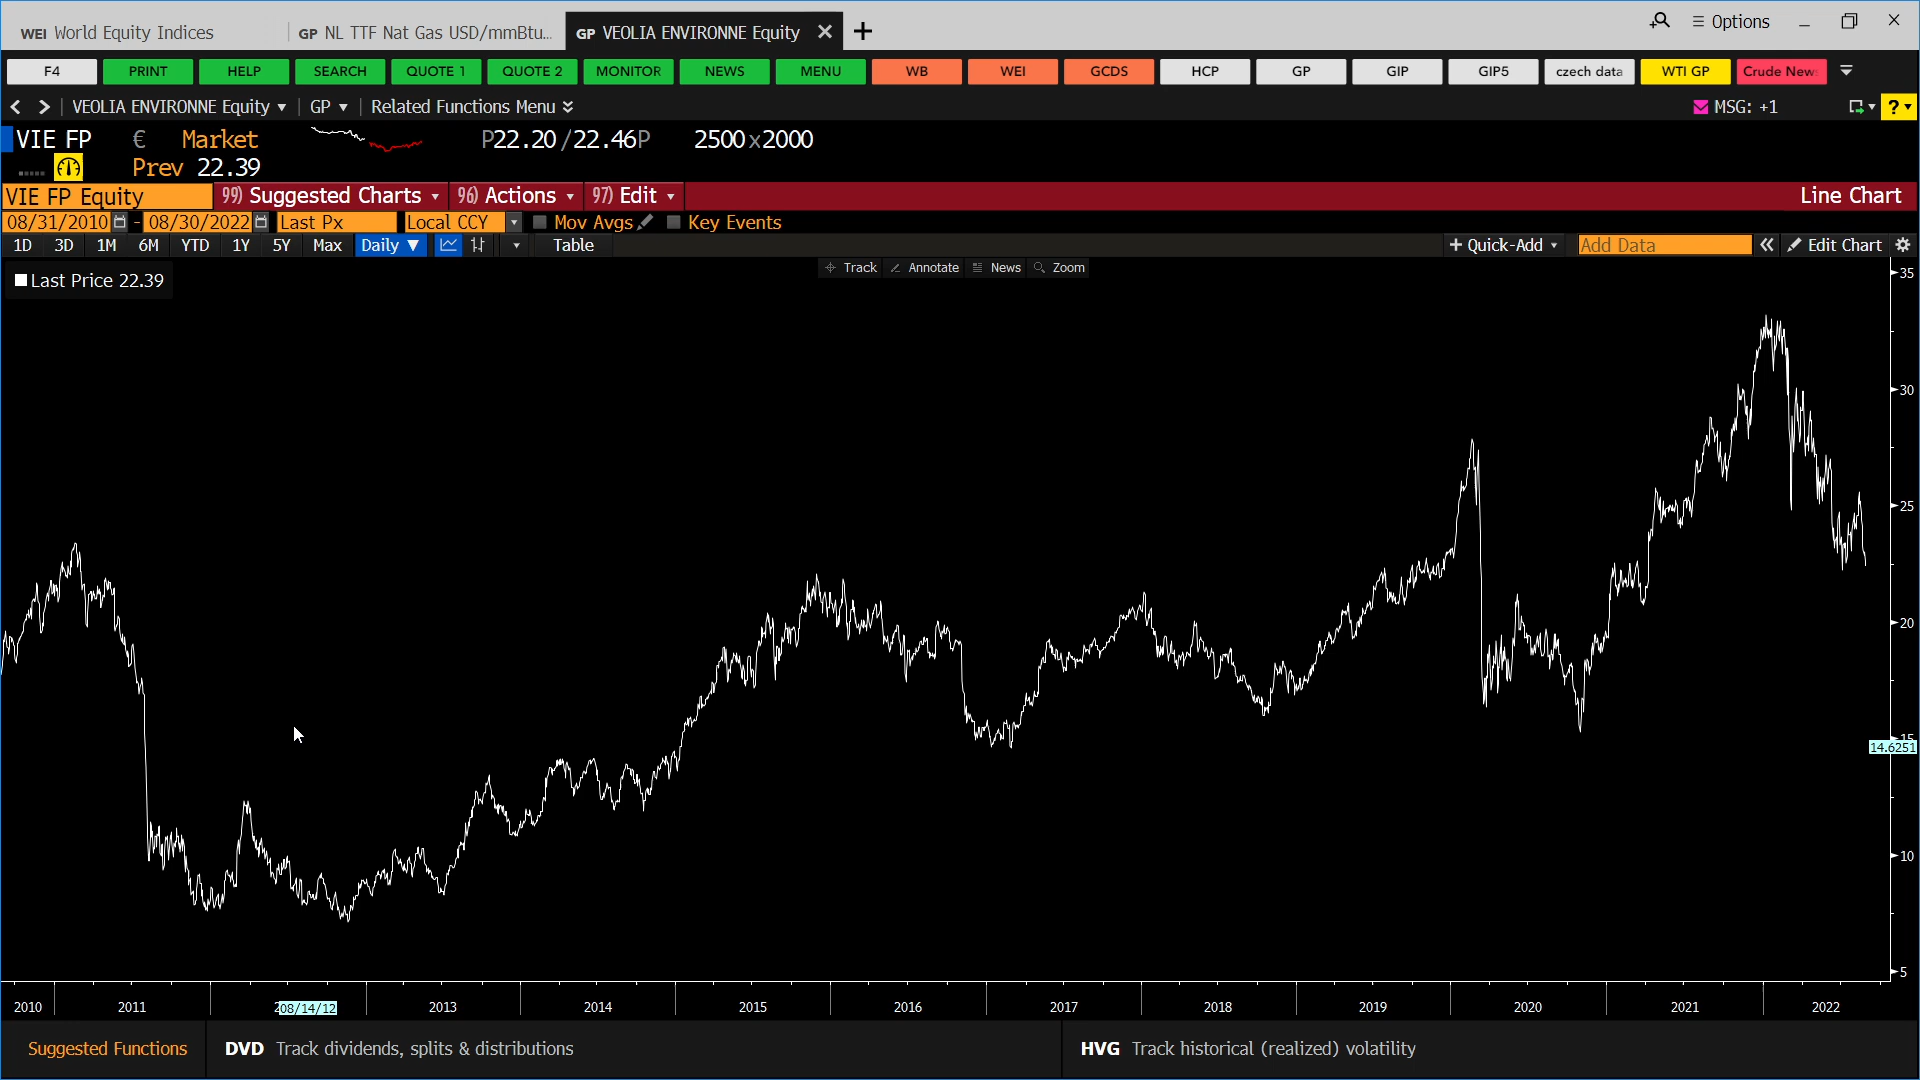 WEI World Equity Indices GP NL TTF Nat Gas USD/mmBtu... GP VEOLIA ENVIRONNE Equity Options
F4 PRINT HELP SEARCH QUOTE 1 QUOTE 2 MONITOR NEWS MENU WB WEI GCDS HCP GP GIP GIP5 czech data WTI GP Crude New
VEOLIA ENVIRONNE Equity GP Related Functions Menu MSG: +1 ?
VIE FP € Market P22.20/22.46P 2500x2000
Prev 22.39
VIE FP Equity 99) Suggested Charts 96) Actions 97) Edit Line Chart
08/31/2010 - 08/30/2022 Last Px Local CCY Mov Avgs Key Events
1D 3D 1M 6M YTD 1Y 5Y Max Daily Table + Quick-Add Add Data « Edit Chart
Track Annotate News Zoom
Last Price 22.39
35
30
25
20
15
14.6251
10
5
2010 2011 2 08/14/12 2013 2014 2015 2016 2017 2018 2019 2020 2021 2022
Suggested Functions DVD Track dividends, splits & distributions HVG Track historical (realized) volatility